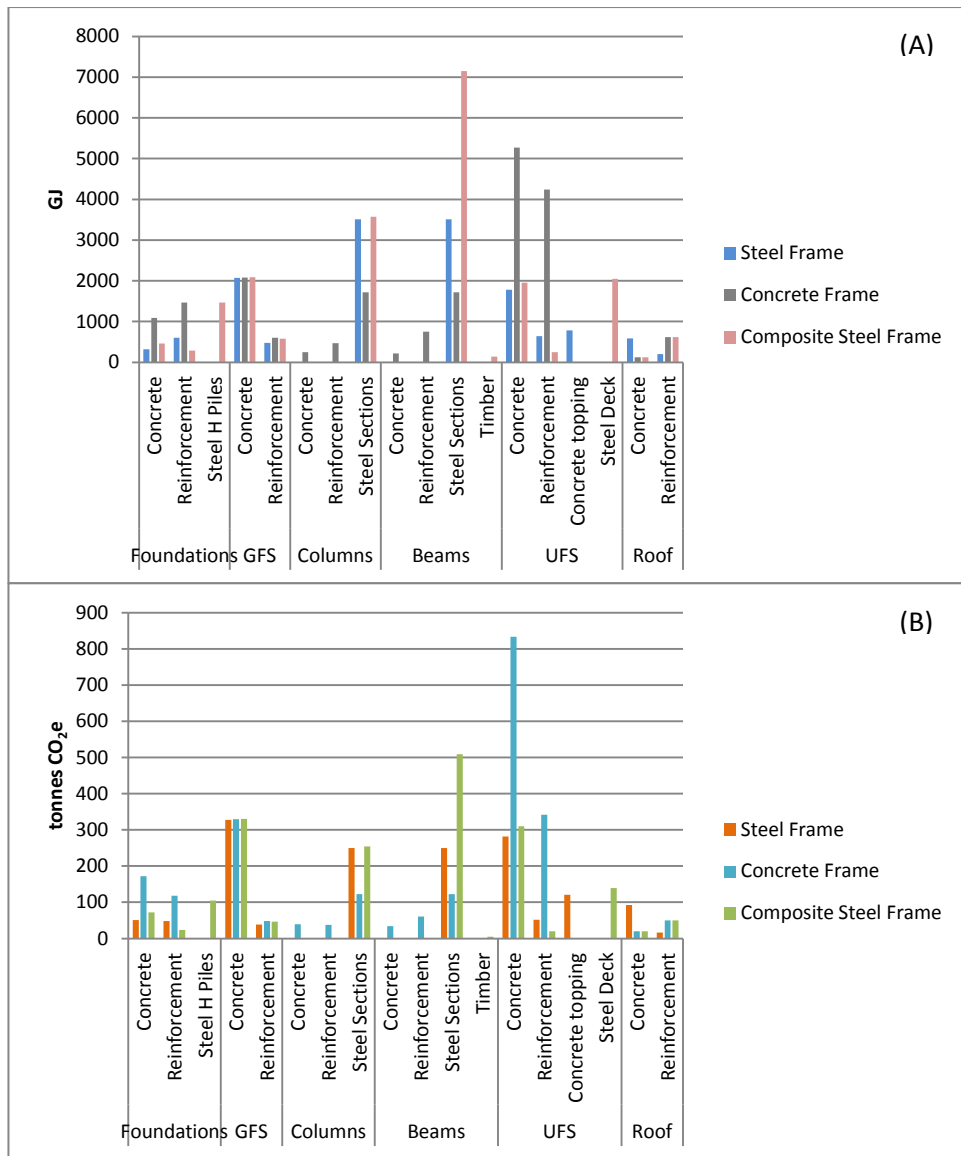 (A)
8000
7000
6000
5000
4000
3000
2000
1000
0
GJ
Steel Frame
Concrete Frame
Composite Steel Frame
Concrete
Reinforcement
Steel H Piles
Concrete
Reinforcement
Concrete
Reinforcement
Steel Sections
Concrete
Reinforcement
Steel Sections
Timber
Concrete
Reinforcement
Concrete topping
Steel Deck
Concrete
Reinforcement
Foundations GFS Columns Beams UFS Roof
(B)
900
800
700
600
500
400
300
200
100
0
tonnes CO₂e
Steel Frame
Concrete Frame
Composite Steel Frame
Concrete
Reinforcement
Steel H Piles
Concrete
Reinforcement
Concrete
Reinforcement
Steel Sections
Concrete
Reinforcement
Steel Sections
Timber
Concrete
Reinforcement
Concrete topping
Steel Deck
Concrete
Reinforcement
Foundations GFS Columns Beams UFS Roof